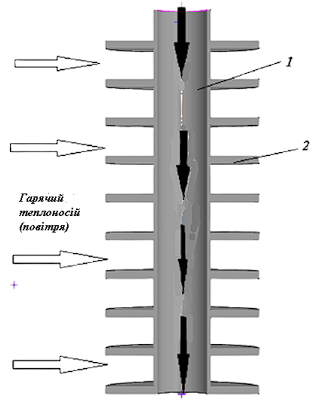 1
2
Гарячий
теплоносій
(повітря)